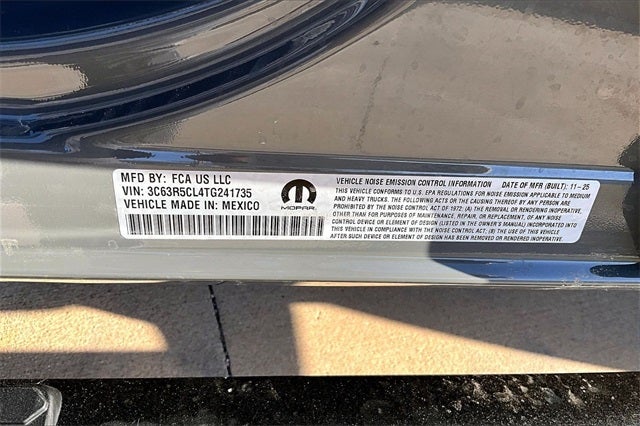 MFD BY: FCA US LLC
VIN: 3C63R5CL4TG241735
VEHICLE MADE IN: MEXICO
MOPAR
VEHICLE NOISE EMISSION CONTROL INFORMATION DATE OF MFR (BUILT): 11-25
THIS VEHICLE CONFORMS TO U.S. EPA REGULATIONS FOR NOISE EMISSION APPLICABLE TO MEDIUM
AND HEAVY TRUCKS. THE FOLLOWING ACTS OR THE CAUSING THEREOF BY ANY PERSON ARE
PROHIBITED BY THE NOISE CONTROL ACT OF 1972: (A) THE REMOVAL OR RENDERING INOPERATIVE,
OTHER THAN FOR PURPOSES OF MAINTENANCE, REPAIR, OR REPLACEMENT, OF ANY NOISE
CONTROL DEVICE OR ELEMENT OF DESIGN (LISTED IN THE OWNER'S MANUAL) INCORPORATED INTO
THIS VEHICLE IN COMPLIANCE WITH THE NOISE CONTROL ACT; (B) THE USE OF THIS VEHICLE
AFTER SUCH DEVICE OR ELEMENT OF DESIGN HAS BEEN REMOVED OR RENDERED INOPERATIVE.